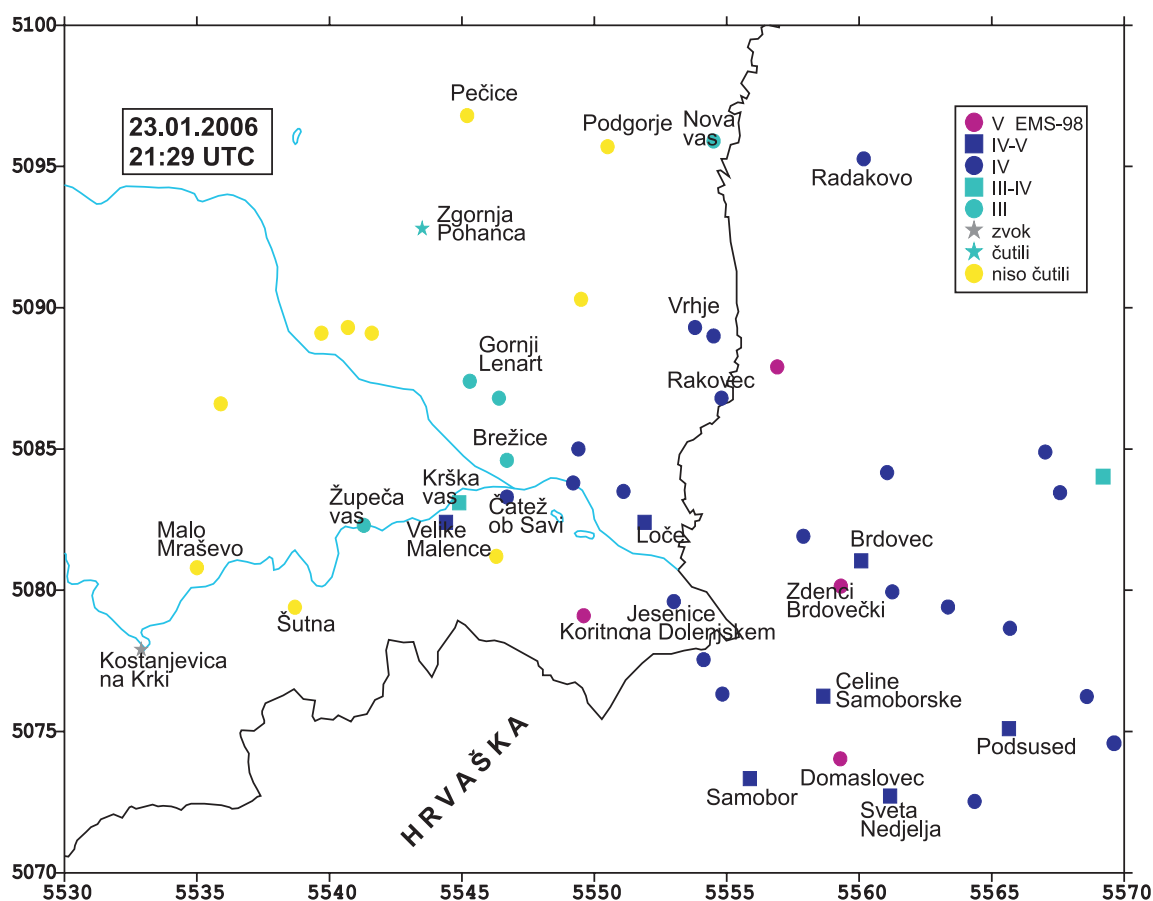 5100
5095
5090
5085
5080
5075
5070
23.01.2006
21:29 UTC
Pečice
Podgorje
Nova
vas
Radakovo
V EMS-98
IV-V
IV
III-IV
III
zvok
čutili
niso čutili
Zgornja
Pohanca
Vrhje
Gornji
Lenart
Rakovec
Brežice
Krška
vas
Čatež
ob Savi
Župeča
vas
Velike
Malence
Loče
Brdovec
Malo
Mraševo
Zdenci
Brdovečki
Šutna
Koritno
Jesenice
na Dolenjskem
Kostanjevica
na Krki
Celine
Samoborske
Podsused
HRVAŠKA
Domaslovec
Samobor
Sveta
Nedjelja
5530 5535 5540 5545 5550 5555 5560 5565 5570